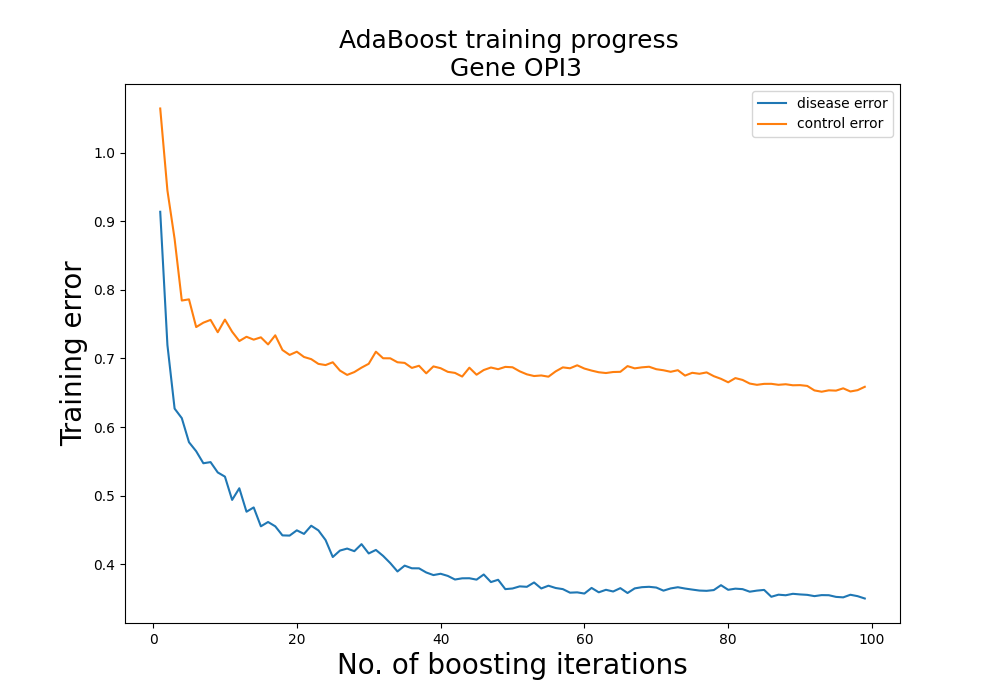 AdaBoost training progress
Gene OPI3
disease error
control error
1.0
0.9
0.8
0.7
0.6
0.5
0.4
Training error
0 20 40 60 80 100
No. of boosting iterations